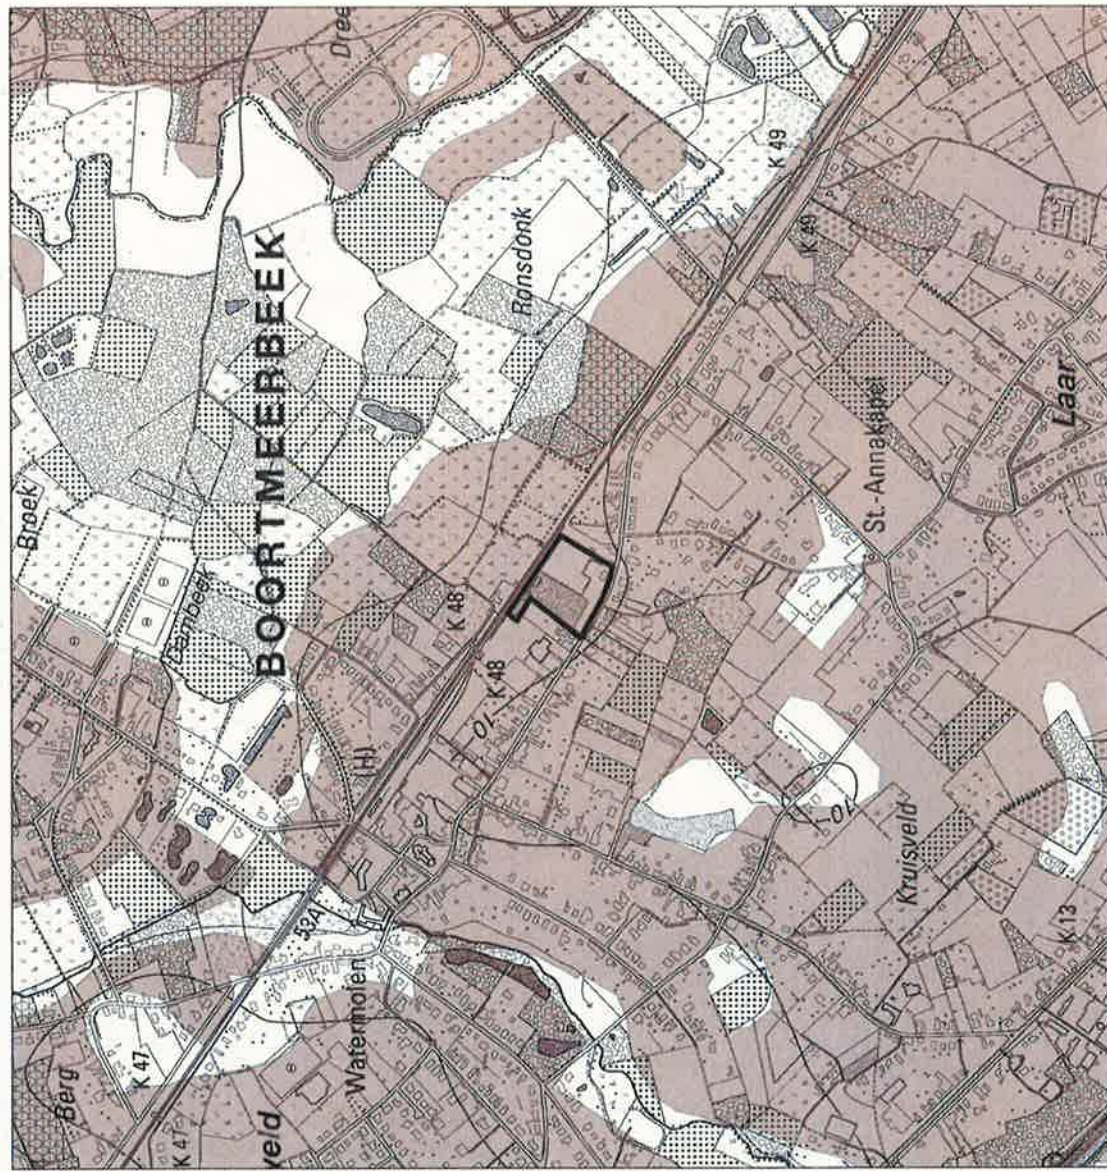 Broek
Dambeek
BOORTMEERBEEK
Dree
Ronsdonk
K 49
K 49
K 48
K 48
10
(H)
53A
K 47
K 47
Berg
veld
Watermolen
St. Annakapel
Laar
10
Kruisveld
K 13